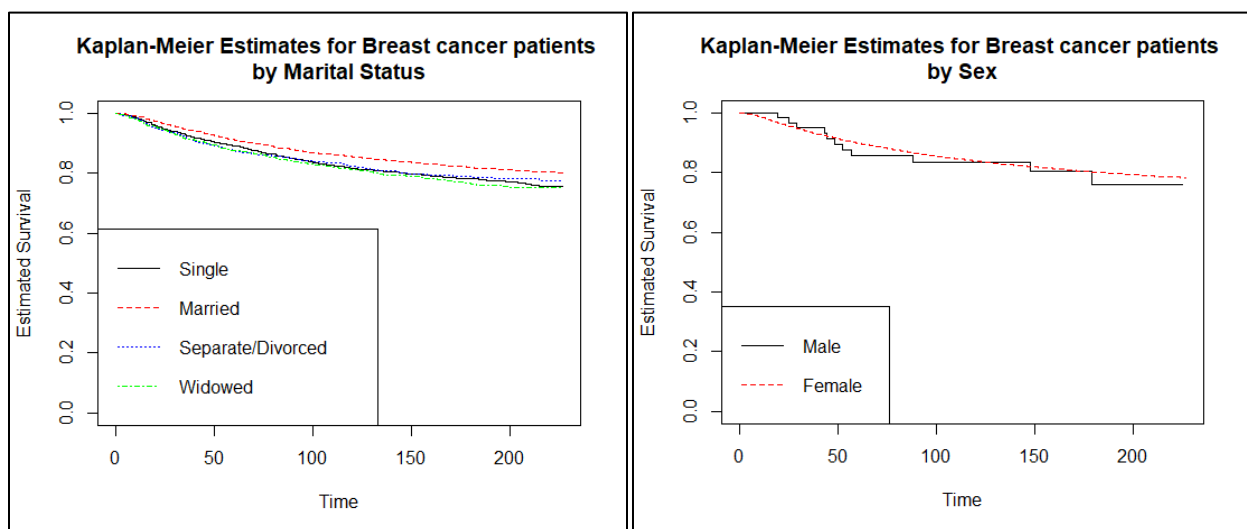 Kaplan-Meier Estimates for Breast cancer patients
by Marital Status
Estimated Survival
1.0
0.8
0.6
0.4
0.2
0.0
Single
Married
Separate/Divorced
Widowed
0 50 100 150 200
Time
Kaplan-Meier Estimates for Breast cancer patients
by Sex
Estimated Survival
1.0
0.8
0.6
0.4
0.2
0.0
Male
Female
0 50 100 150 200
Time